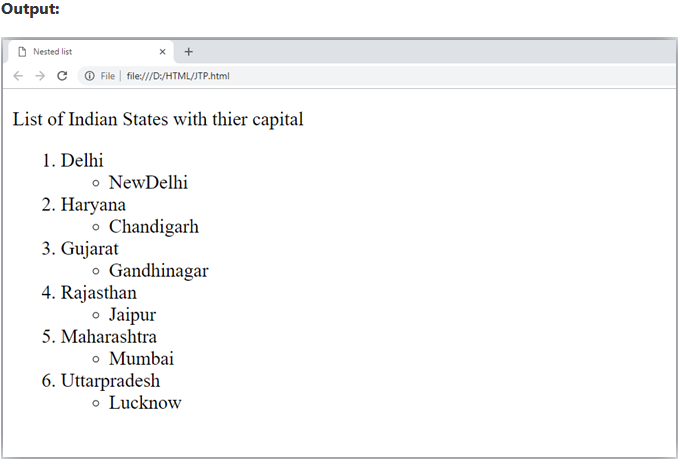 Output:
Nested list
File | file:///D:/HTML/JTP.html
List of Indian States with thier capital
1. Delhi
○ NewDelhi
2. Haryana
○ Chandigarh
3. Gujarat
○ Gandhinagar
4. Rajasthan
○ Jaipur
5. Maharashtra
○ Mumbai
6. Uttarpradesh
○ Lucknow